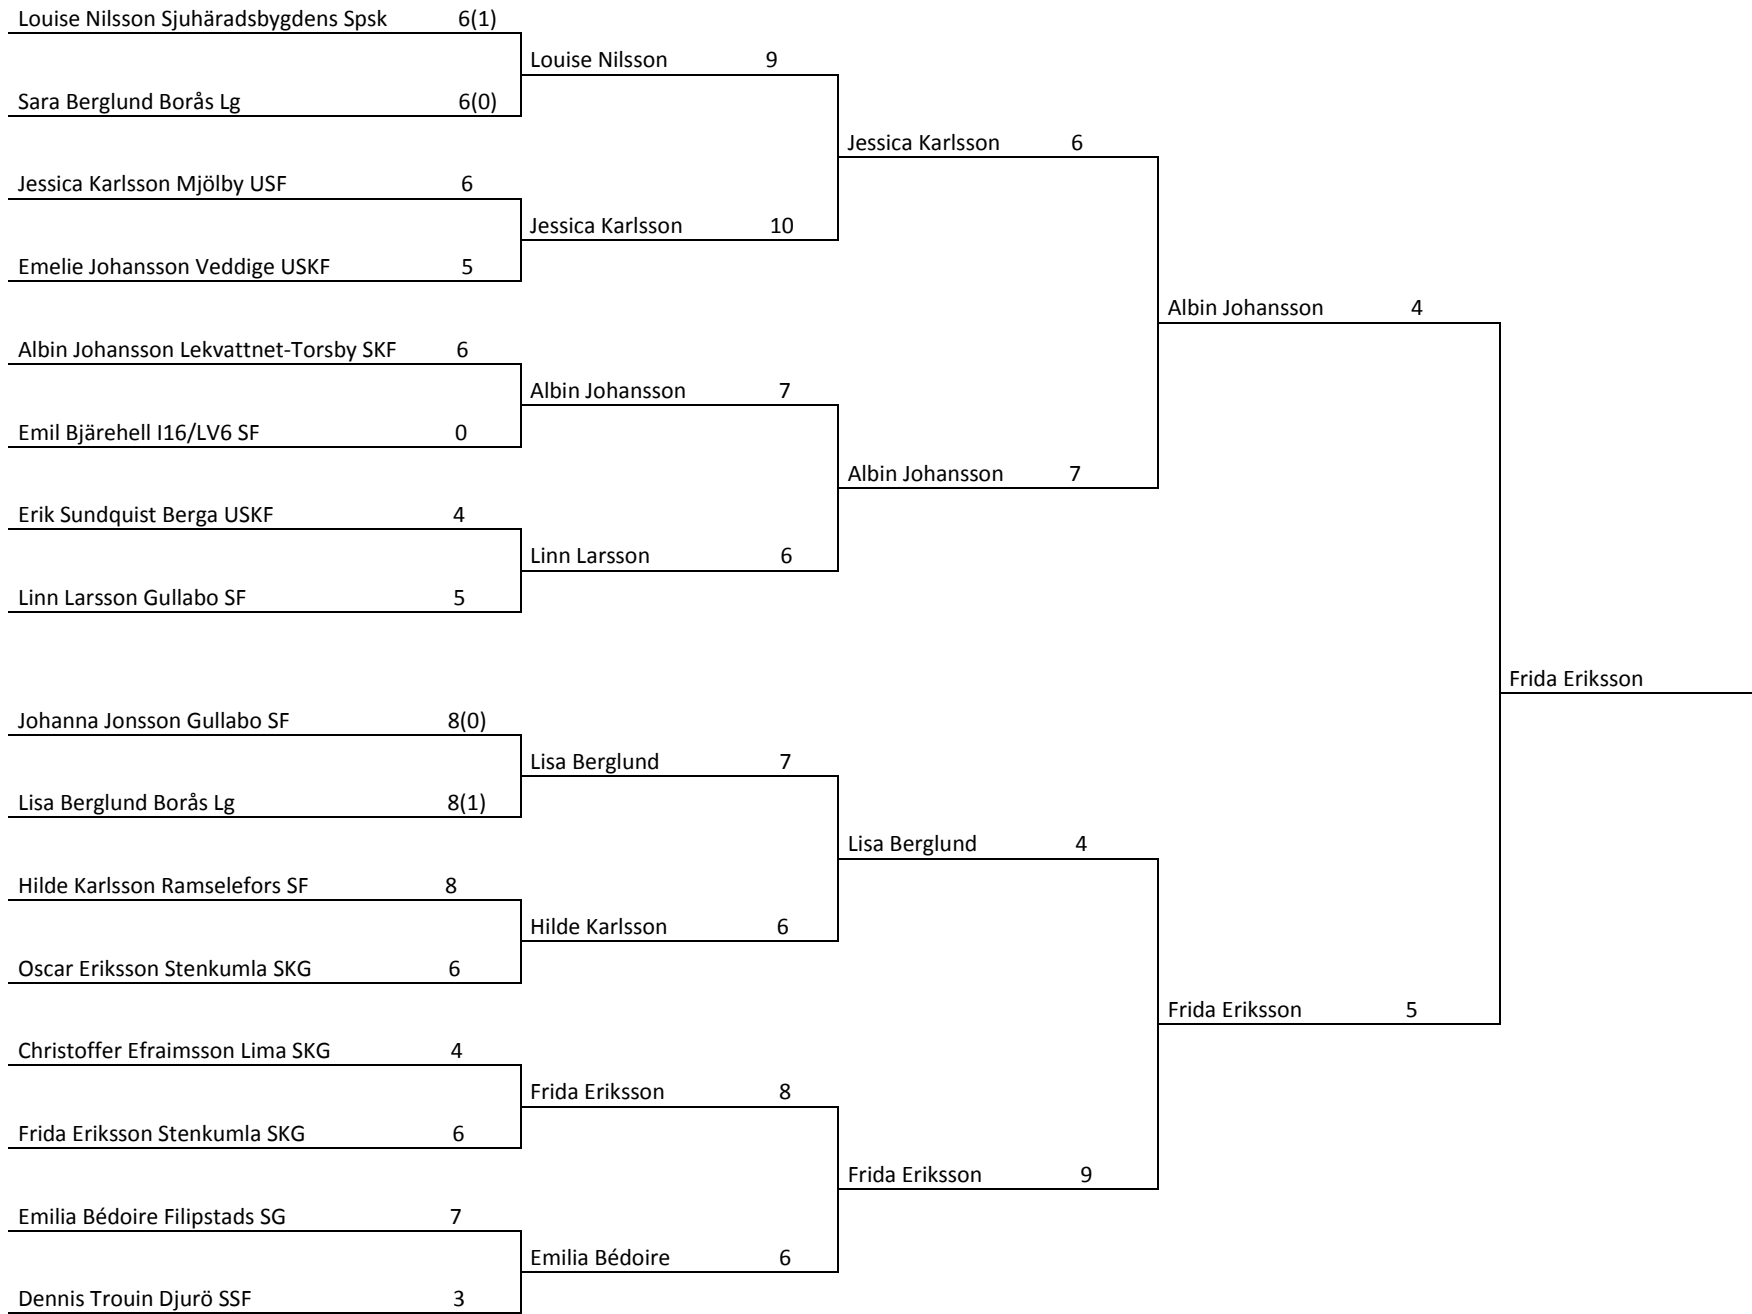 Louise Nilsson Sjuhäradsbygdens Spsk 6(1)
Louise Nilsson 9
Sara Berglund Borås Lg 6(0)
Jessica Karlsson 6
Jessica Karlsson Mjölby USF 6
Jessica Karlsson 10
Emelie Johansson Veddige USKF 5
Albin Johansson 4
Albin Johansson Lekvattnet-Torsby SKF 6
Albin Johansson 7
Emil Bjärehell I16/LV6 SF 0
Albin Johansson 7
Erik Sundquist Berga USKF 4
Linn Larsson 6
Linn Larsson Gullabo SF 5
Frida Eriksson
Johanna Jonsson Gullabo SF 8(0)
Lisa Berglund 7
Lisa Berglund Borås Lg 8(1)
Lisa Berglund 4
Hilde Karlsson Ramselefors SF 8
Hilde Karlsson 6
Oscar Eriksson Stenkumla SKG 6
Frida Eriksson 5
Christoffer Efraimsson Lima SKG 4
Frida Eriksson 8
Frida Eriksson Stenkumla SKG 6
Frida Eriksson 9
Emilia Bédoire Filipstads SG 7
Emilia Bédoire 6
Dennis Trouin Djurö SSF 3